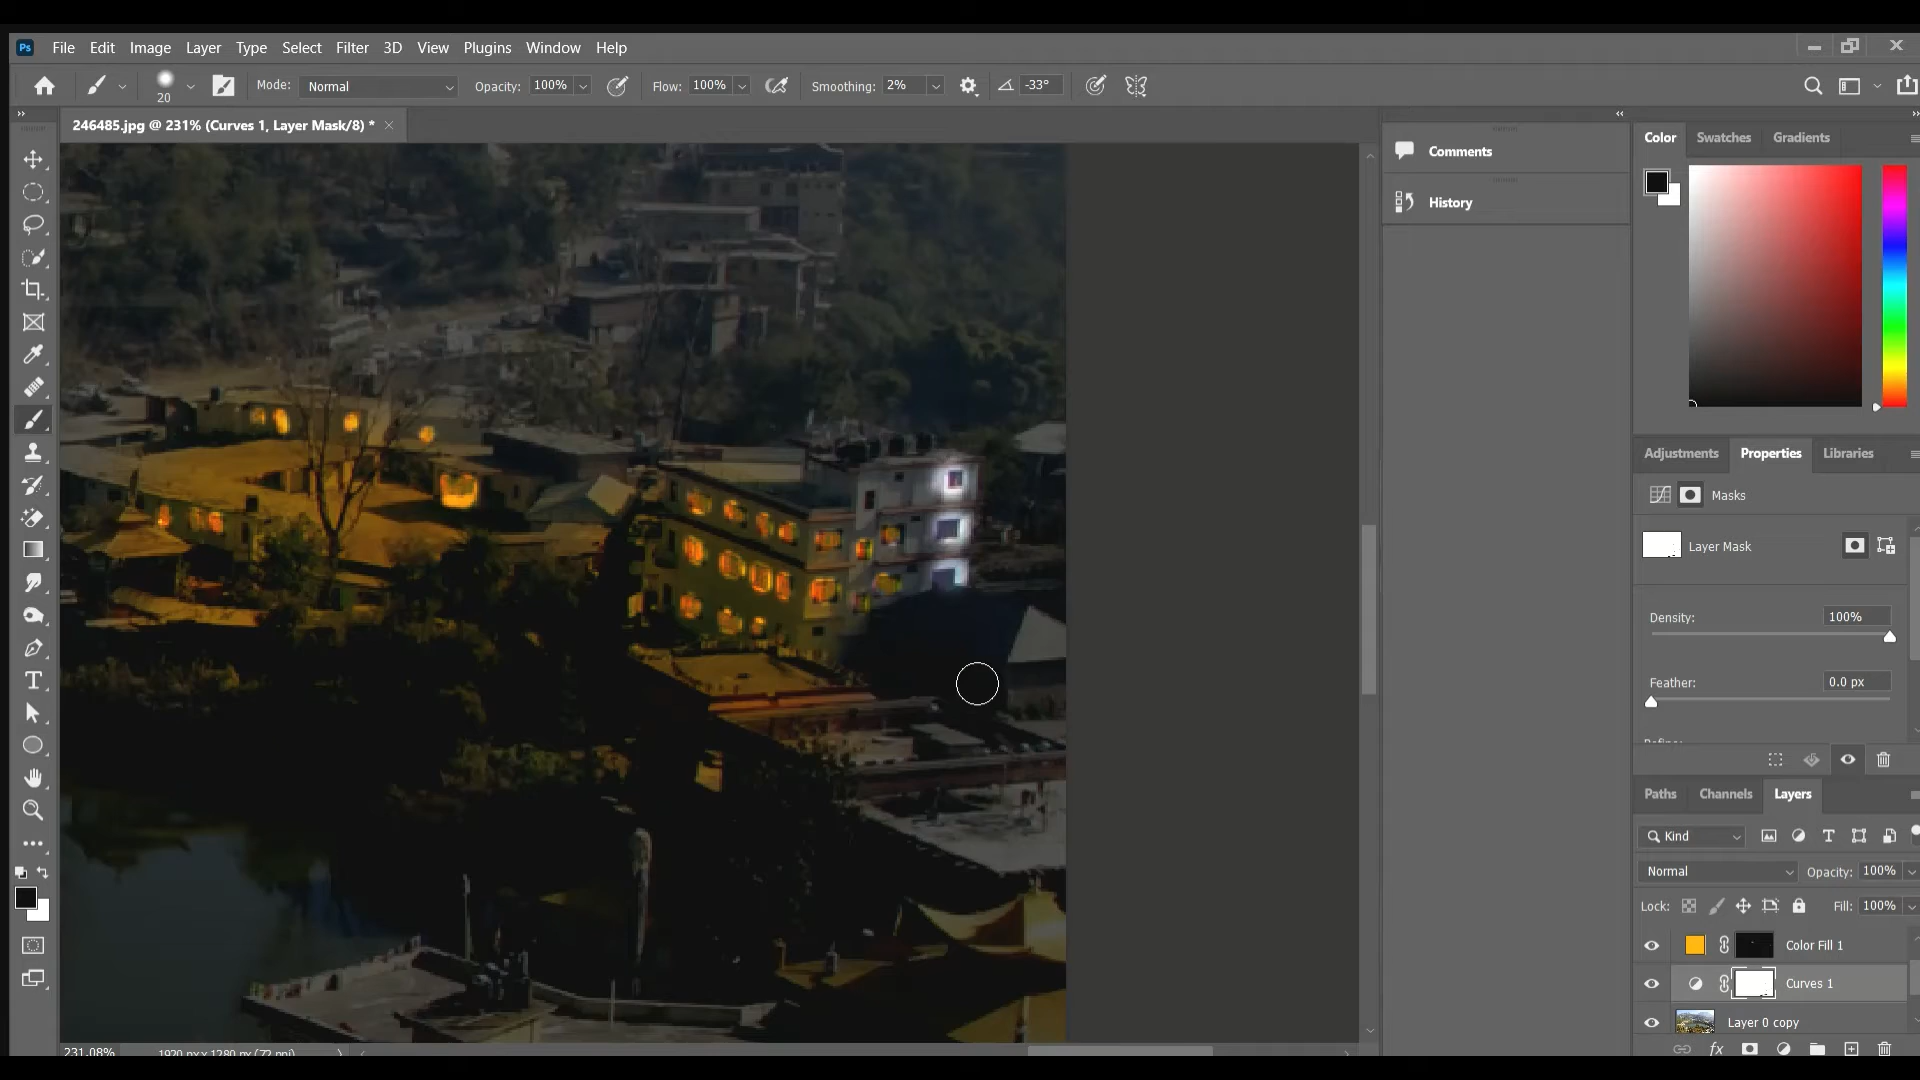 Ps File Edit Image Layer Type Select Filter 3D View Plugins Window Help
20 Mode: Normal Opacity: 100% Flow: 100% Smoothing: 2% -33°
246485.jpg @ 231% (Curves 1, Layer Mask/8) *
Comments
History
Color Swatches Gradients
Adjustments Properties Libraries
Masks
Layer Mask
Density: 100%
Feather: 0.0 px
Refine:
Paths Channels Layers
Kind
Normal Opacity: 100%
Lock: Fill: 100%
Color Fill 1
Curves 1
Layer 0 copy
fx
231.08% 1920 px x 1280 px (72 ppi)